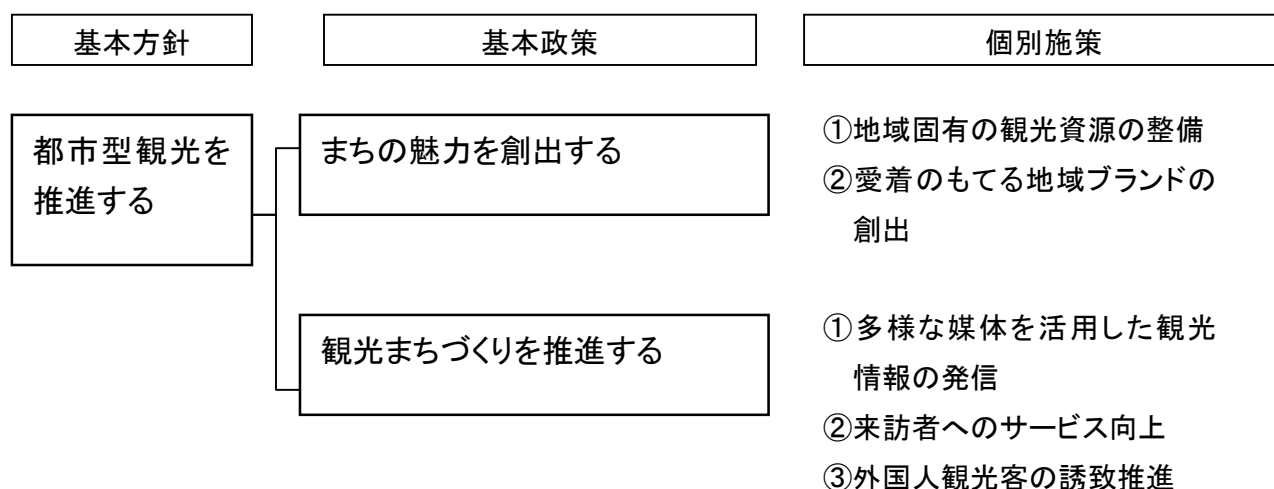 基本方針
基本政策
個別施策
都市型観光を
推進する
まちの魅力を創出する
①地域固有の観光資源の整備
②愛着のもてる地域ブランドの
創出
観光まちづくりを推進する
①多様な媒体を活用した観光
情報の発信
②来訪者へのサービス向上
③外国人観光客の誘致推進